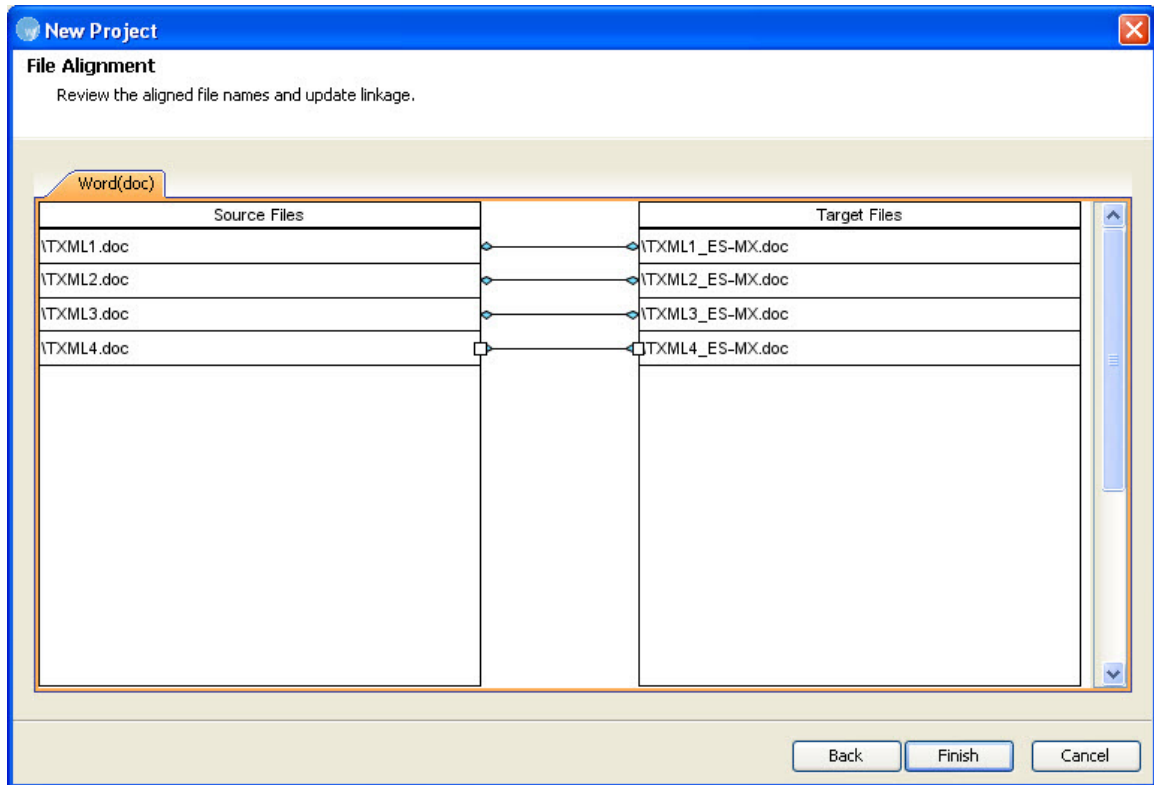 New Project
File Alignment
Review the aligned file names and update linkage.
Word(doc)
Source Files
Target Files
\TXML1.doc
\TXML1_ES-MX.doc
\TXML2.doc
\TXML2_ES-MX.doc
\TXML3.doc
\TXML3_ES-MX.doc
\TXML4.doc
\TXML4_ES-MX.doc
Back
Finish
Cancel